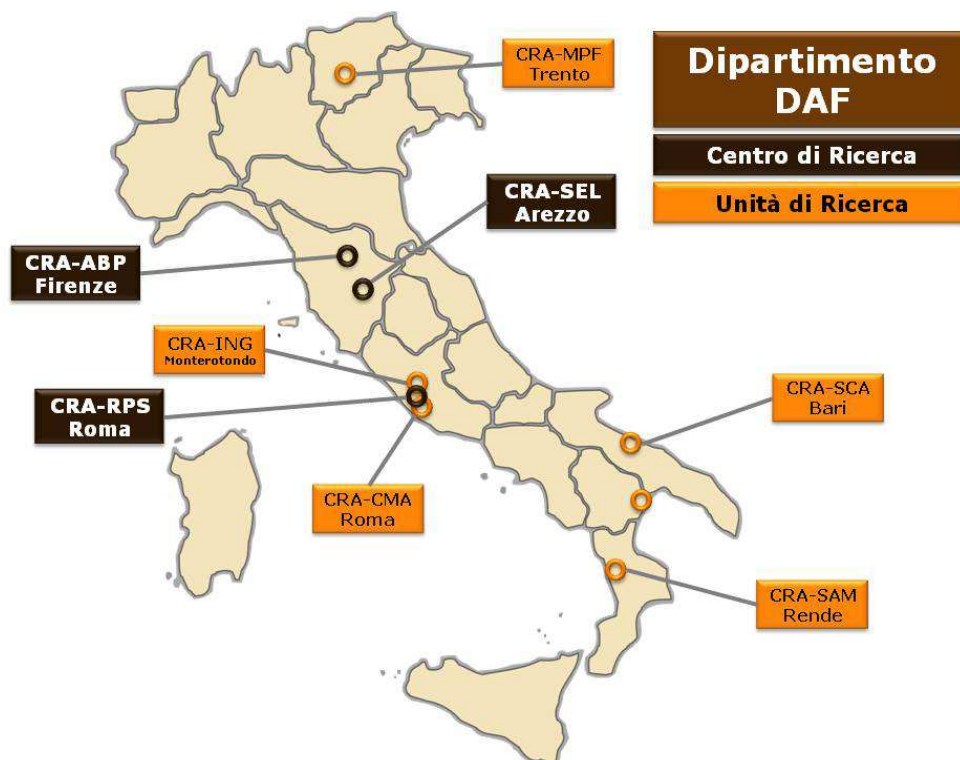 CRA-MPF
Trento
Dipartimento
DAF
Centro di Ricerca
Unità di Ricerca
CRA-SEL
Arezzo
CRA-ABP
Firenze
CRA-ING
Monterotondo
CRA-RPS
Roma
CRA-SCA
Bari
CRA-CMA
Roma
CRA-SAM
Rende